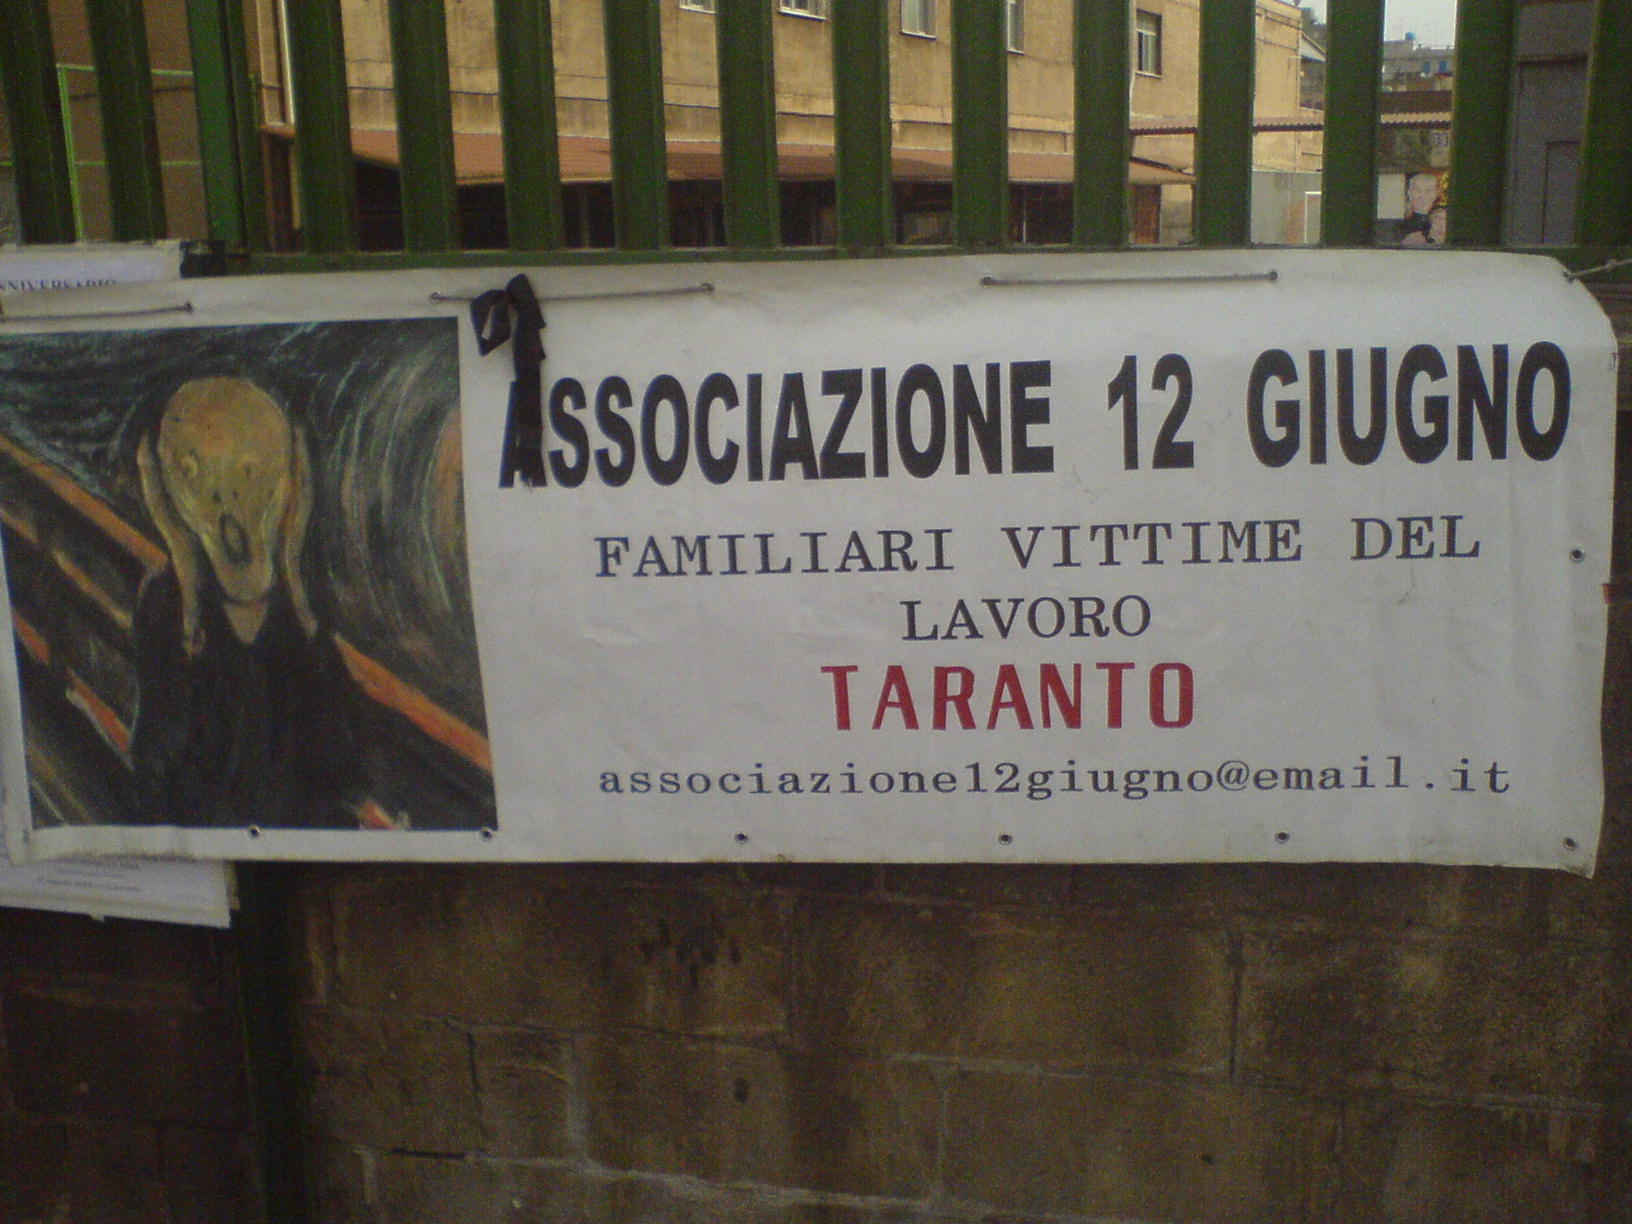 ASSOCIAZIONE 12 GIUGNO
FAMILIARI VITTIME DEL
LAVORO
TARANTO
associazione12giugno@email.it